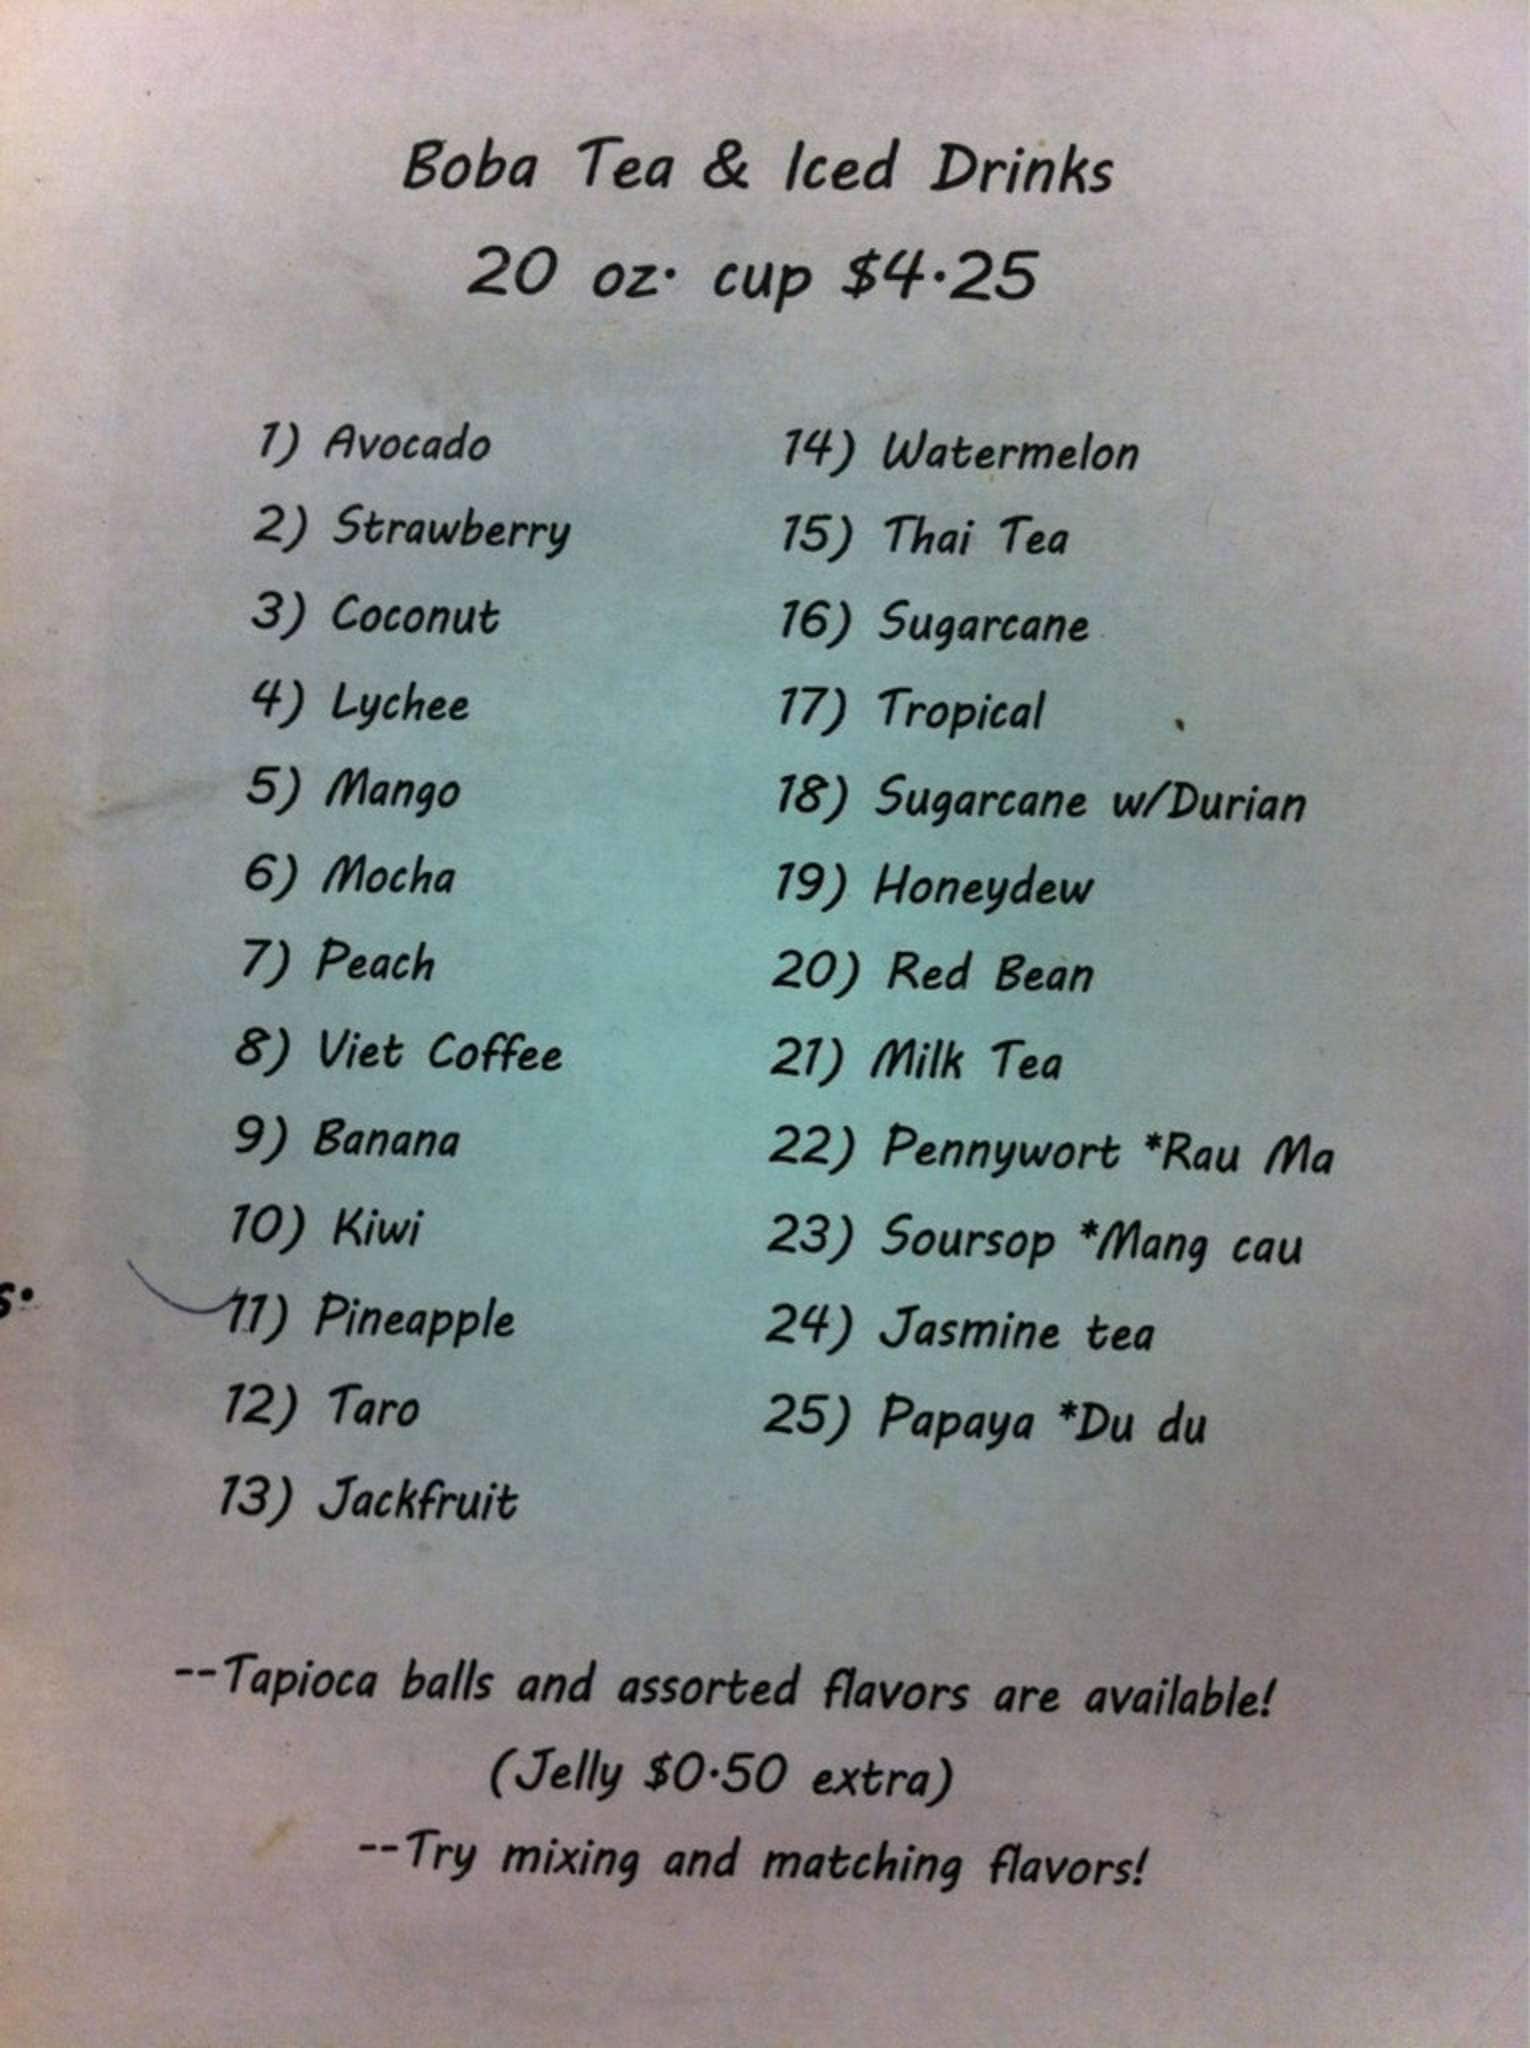 Boba Tea & Iced Drinks
20 oz. cup $4.25
1) Avocado
2) Strawberry
3) Coconut
4) Lychee
5) Mango
6) Mocha
7) Peach
8) Viet Coffee
9) Banana
10) Kiwi
11) Pineapple
12) Taro
13) Jackfruit
14) Watermelon
15) Thai Tea
16) Sugarcane
17) Tropical
18) Sugarcane w/Durian
19) Honeydew
20) Red Bean
21) Milk Tea
22) Pennywort *Rau Ma
23) Soursop *Mang cau
24) Jasmine tea
25) Papaya *Du du
--Tapioca balls and assorted flavors are available!
(Jelly $0.50 extra)
--Try mixing and matching flavors!